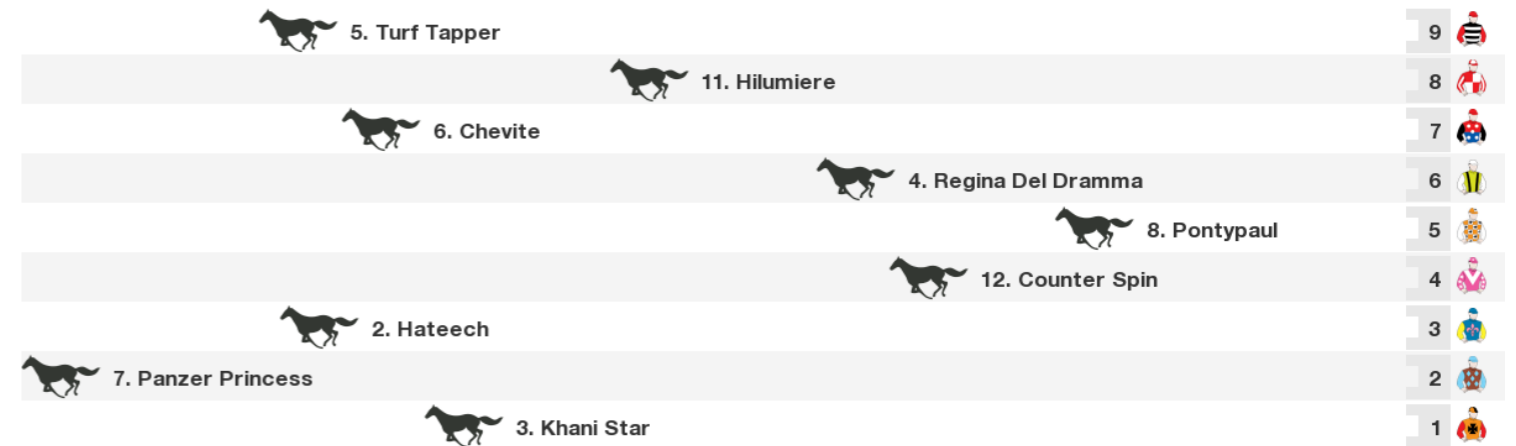 5. Turf Tapper 9
11. Hilumiere 8
6. Chevite 7
4. Regina Del Dramma 6
8. Pontypaul 5
12. Counter Spin 4
2. Hateech 3
7. Panzer Princess 2
3. Khani Star 1